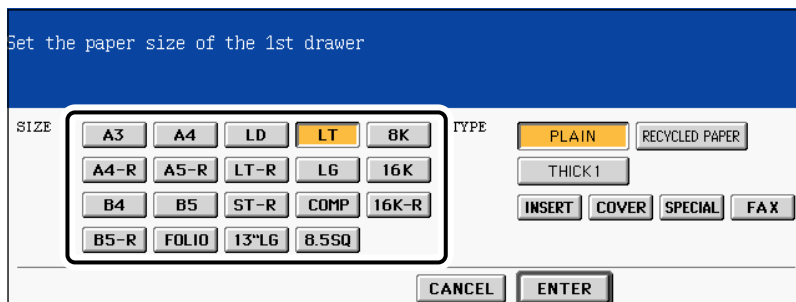 Set the paper size of the 1st drawer
SIZE A3 A4 LD LT 8K TYPE PLAIN RECYCLED PAPER
A4-R A5-R LT-R LG 16K THICK1
B4 B5 ST-R COMP 16K-R INSERT COVER SPECIAL FAX
B5-R FOLIO 13"LG 8.5SQ
CANCEL ENTER